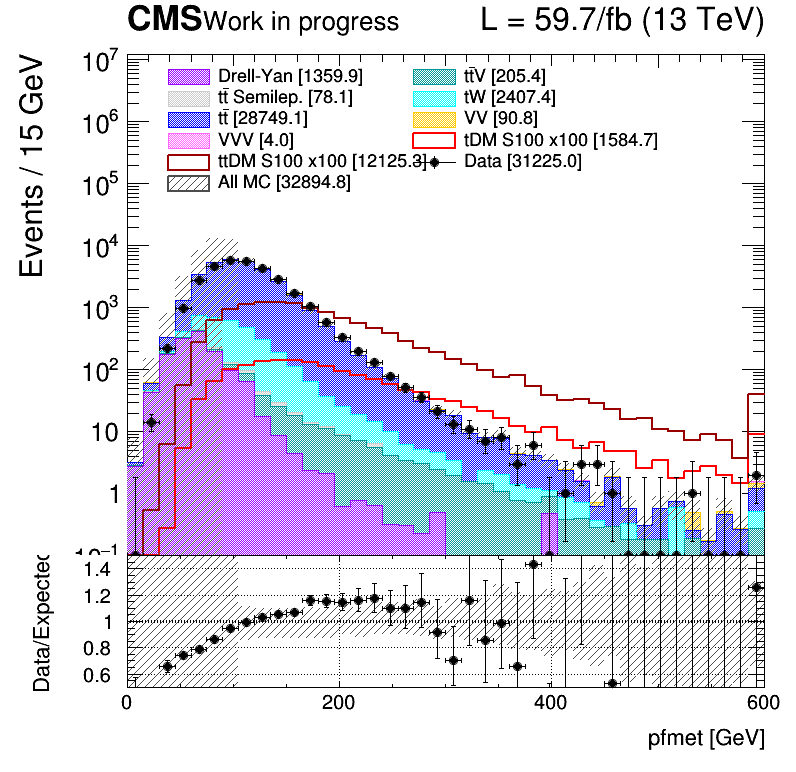 CMS Work in progress L = 59.7/fb (13 TeV)
Events / 15 GeV
10⁷
10⁶
10⁵
10⁴
10³
10²
10
1
10⁻¹
Drell-Yan [1359.9] tt̄V [205.4]
tt̄ Semilep. [78.1] tW [2407.4]
tt̄ [28749.1] VV [90.8]
VVV [4.0] tDM S100 x100 [1584.7]
ttDM S100 x100 [12125.3] Data [31225.0]
All MC [32894.8]
Data/Expected
1.4
1.2
1
0.8
0.6
0 200 400 600
pfmet [GeV]